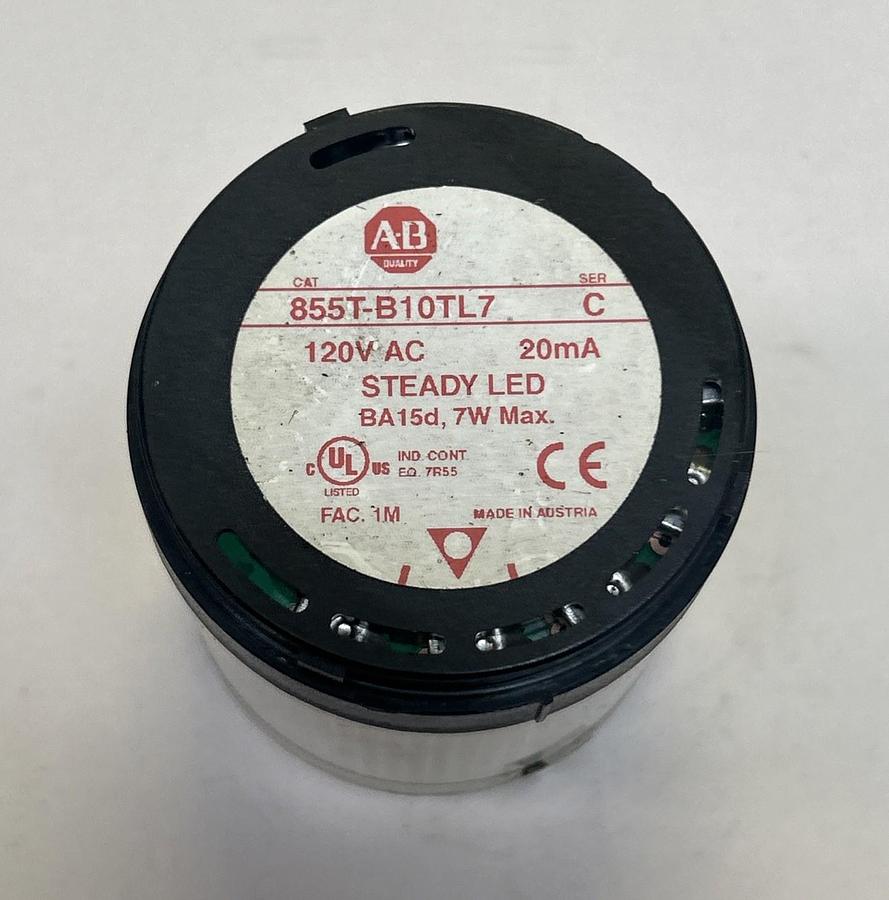 A-B
QUALITY
CAT SER
855T-B10TL7 C
120V AC 20mA
STEADY LED
BA15d, 7W Max.
C UL US IND. CONT. CE
LISTED EQ. 7R55
FAC. 1M MADE IN AUSTRIA